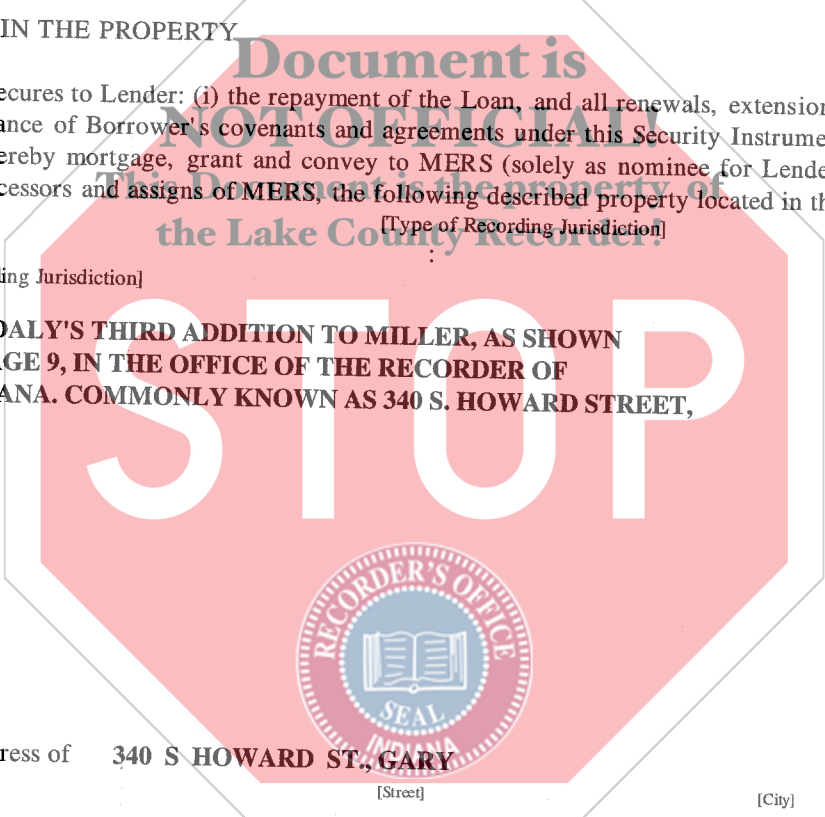 IN THE PROPERTY
Document is
ecures to Lender: (i) the repayment of the Loan, and all renewals, extension
NOT OFFICIAL!
ance of Borrower's covenants and agreements under this Security Instrume
ereby mortgage, grant and convey to MERS (solely as nominee for Lende
This Document is the property of
cessors and assigns of MERS, the following described property located in th
[Type of Recording Jurisdiction]
the Lake County Recorder!
:
ing Jurisdiction]
DALY'S THIRD ADDITION TO MILLER, AS SHOWN
AGE 9, IN THE OFFICE OF THE RECORDER OF
ANA. COMMONLY KNOWN AS 340 S. HOWARD STREET,
STOP
RECORDER'S OFFICE
SEAL
INDIANA
ress of 340 S HOWARD ST., GARY
[Street]
[City]